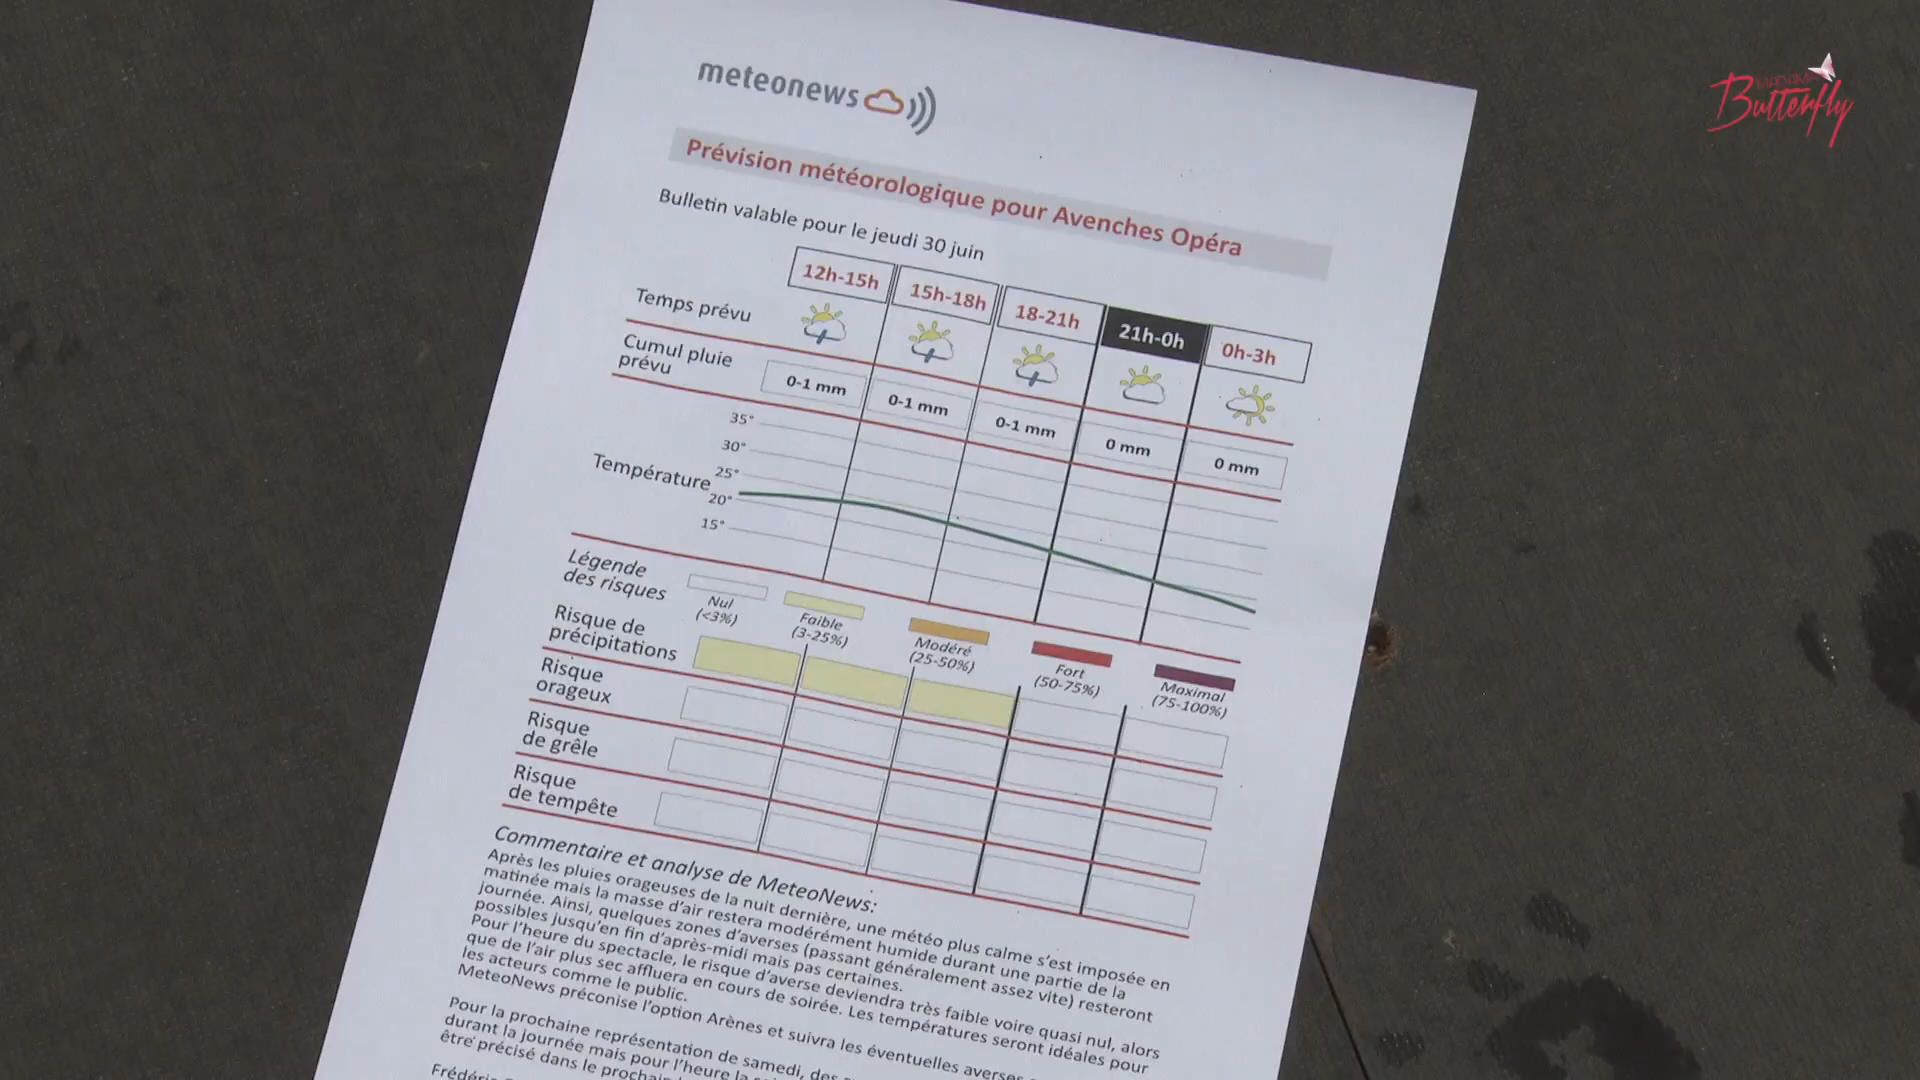 meteonews
MADAMA
Butterfly
Prévision météorologique pour Avenches Opéra
Bulletin valable pour le jeudi 30 juin
12h-15h 15h-18h 18-21h 21h-0h 0h-3h
Temps prévu
Cumul pluie
prévu
0-1 mm 0-1 mm 0-1 mm 0 mm 0 mm
35°
30°
25°
Température
20°
15°
Légende
des risques
Nul
(<3%)
Faible
(3-25%)
Modéré
(25-50%)
Fort
(50-75%)
Maximal
(75-100%)
Risque de
précipitations
Risque
orageux
Risque
de grêle
Risque
de tempête
Commentaire et analyse de MeteoNews:
Après les pluies orageuses de la nuit dernière, une météo plus calme s'est imposée en
matinée mais la masse d'air restera modérément humide durant une partie de la
journée. Ainsi, quelques zones d'averses (passant généralement assez vite) resteront
possibles jusqu'en fin d'après-midi mais pas certaines.
Pour l'heure du spectacle, le risque d'averse deviendra très faible voire quasi nul, alors
que de l'air plus sec affluera en cours de soirée. Les températures seront idéales pour
les acteurs comme le public.
MeteoNews préconise l'option Arènes et suivra les éventuelles averses
Pour la prochaine représentation de samedi, des
durant la journée mais pour l'heure la
être précisé dans le prochain
Frédéric